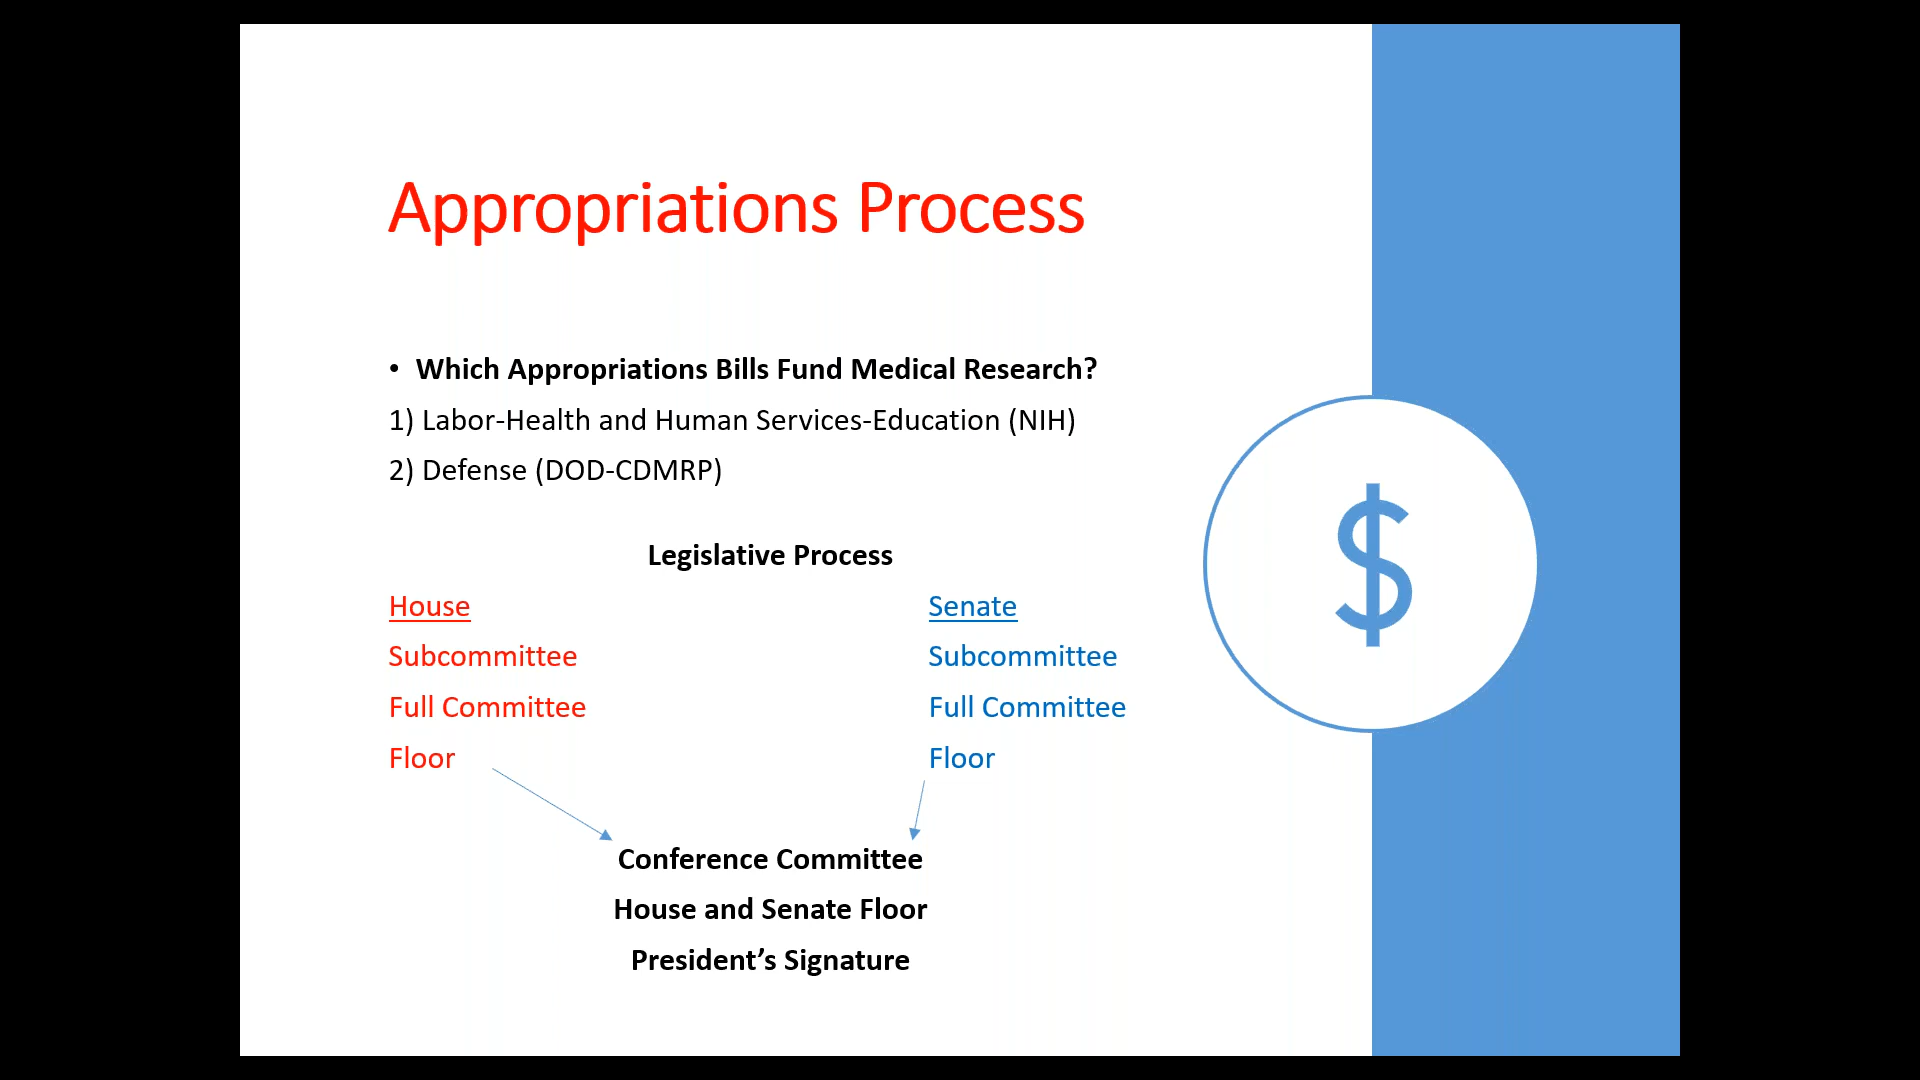 Appropriations Process
• Which Appropriations Bills Fund Medical Research?
1) Labor-Health and Human Services-Education (NIH)
2) Defense (DOD-CDMRP)
Legislative Process
House Senate
Subcommittee Subcommittee
Full Committee Full Committee
Floor Floor
Conference Committee
House and Senate Floor
President’s Signature
$